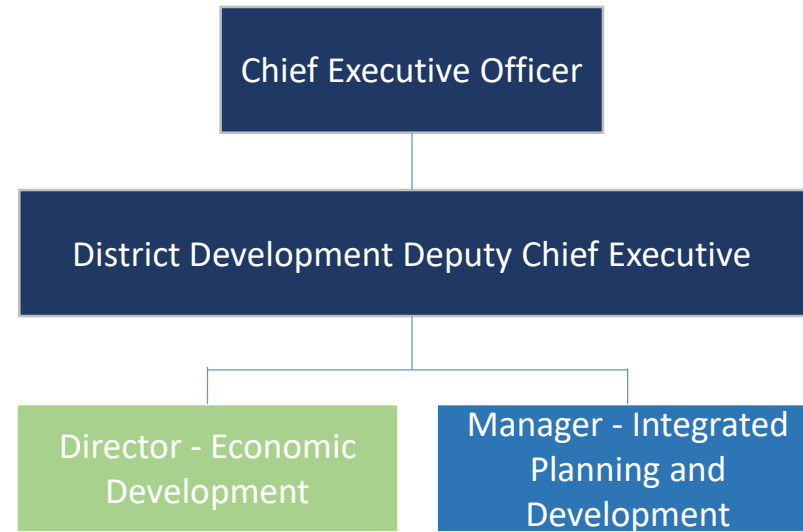 Chief Executive Officer
District Development Deputy Chief Executive
Director - Economic
Development
Manager - Integrated
Planning and
Development